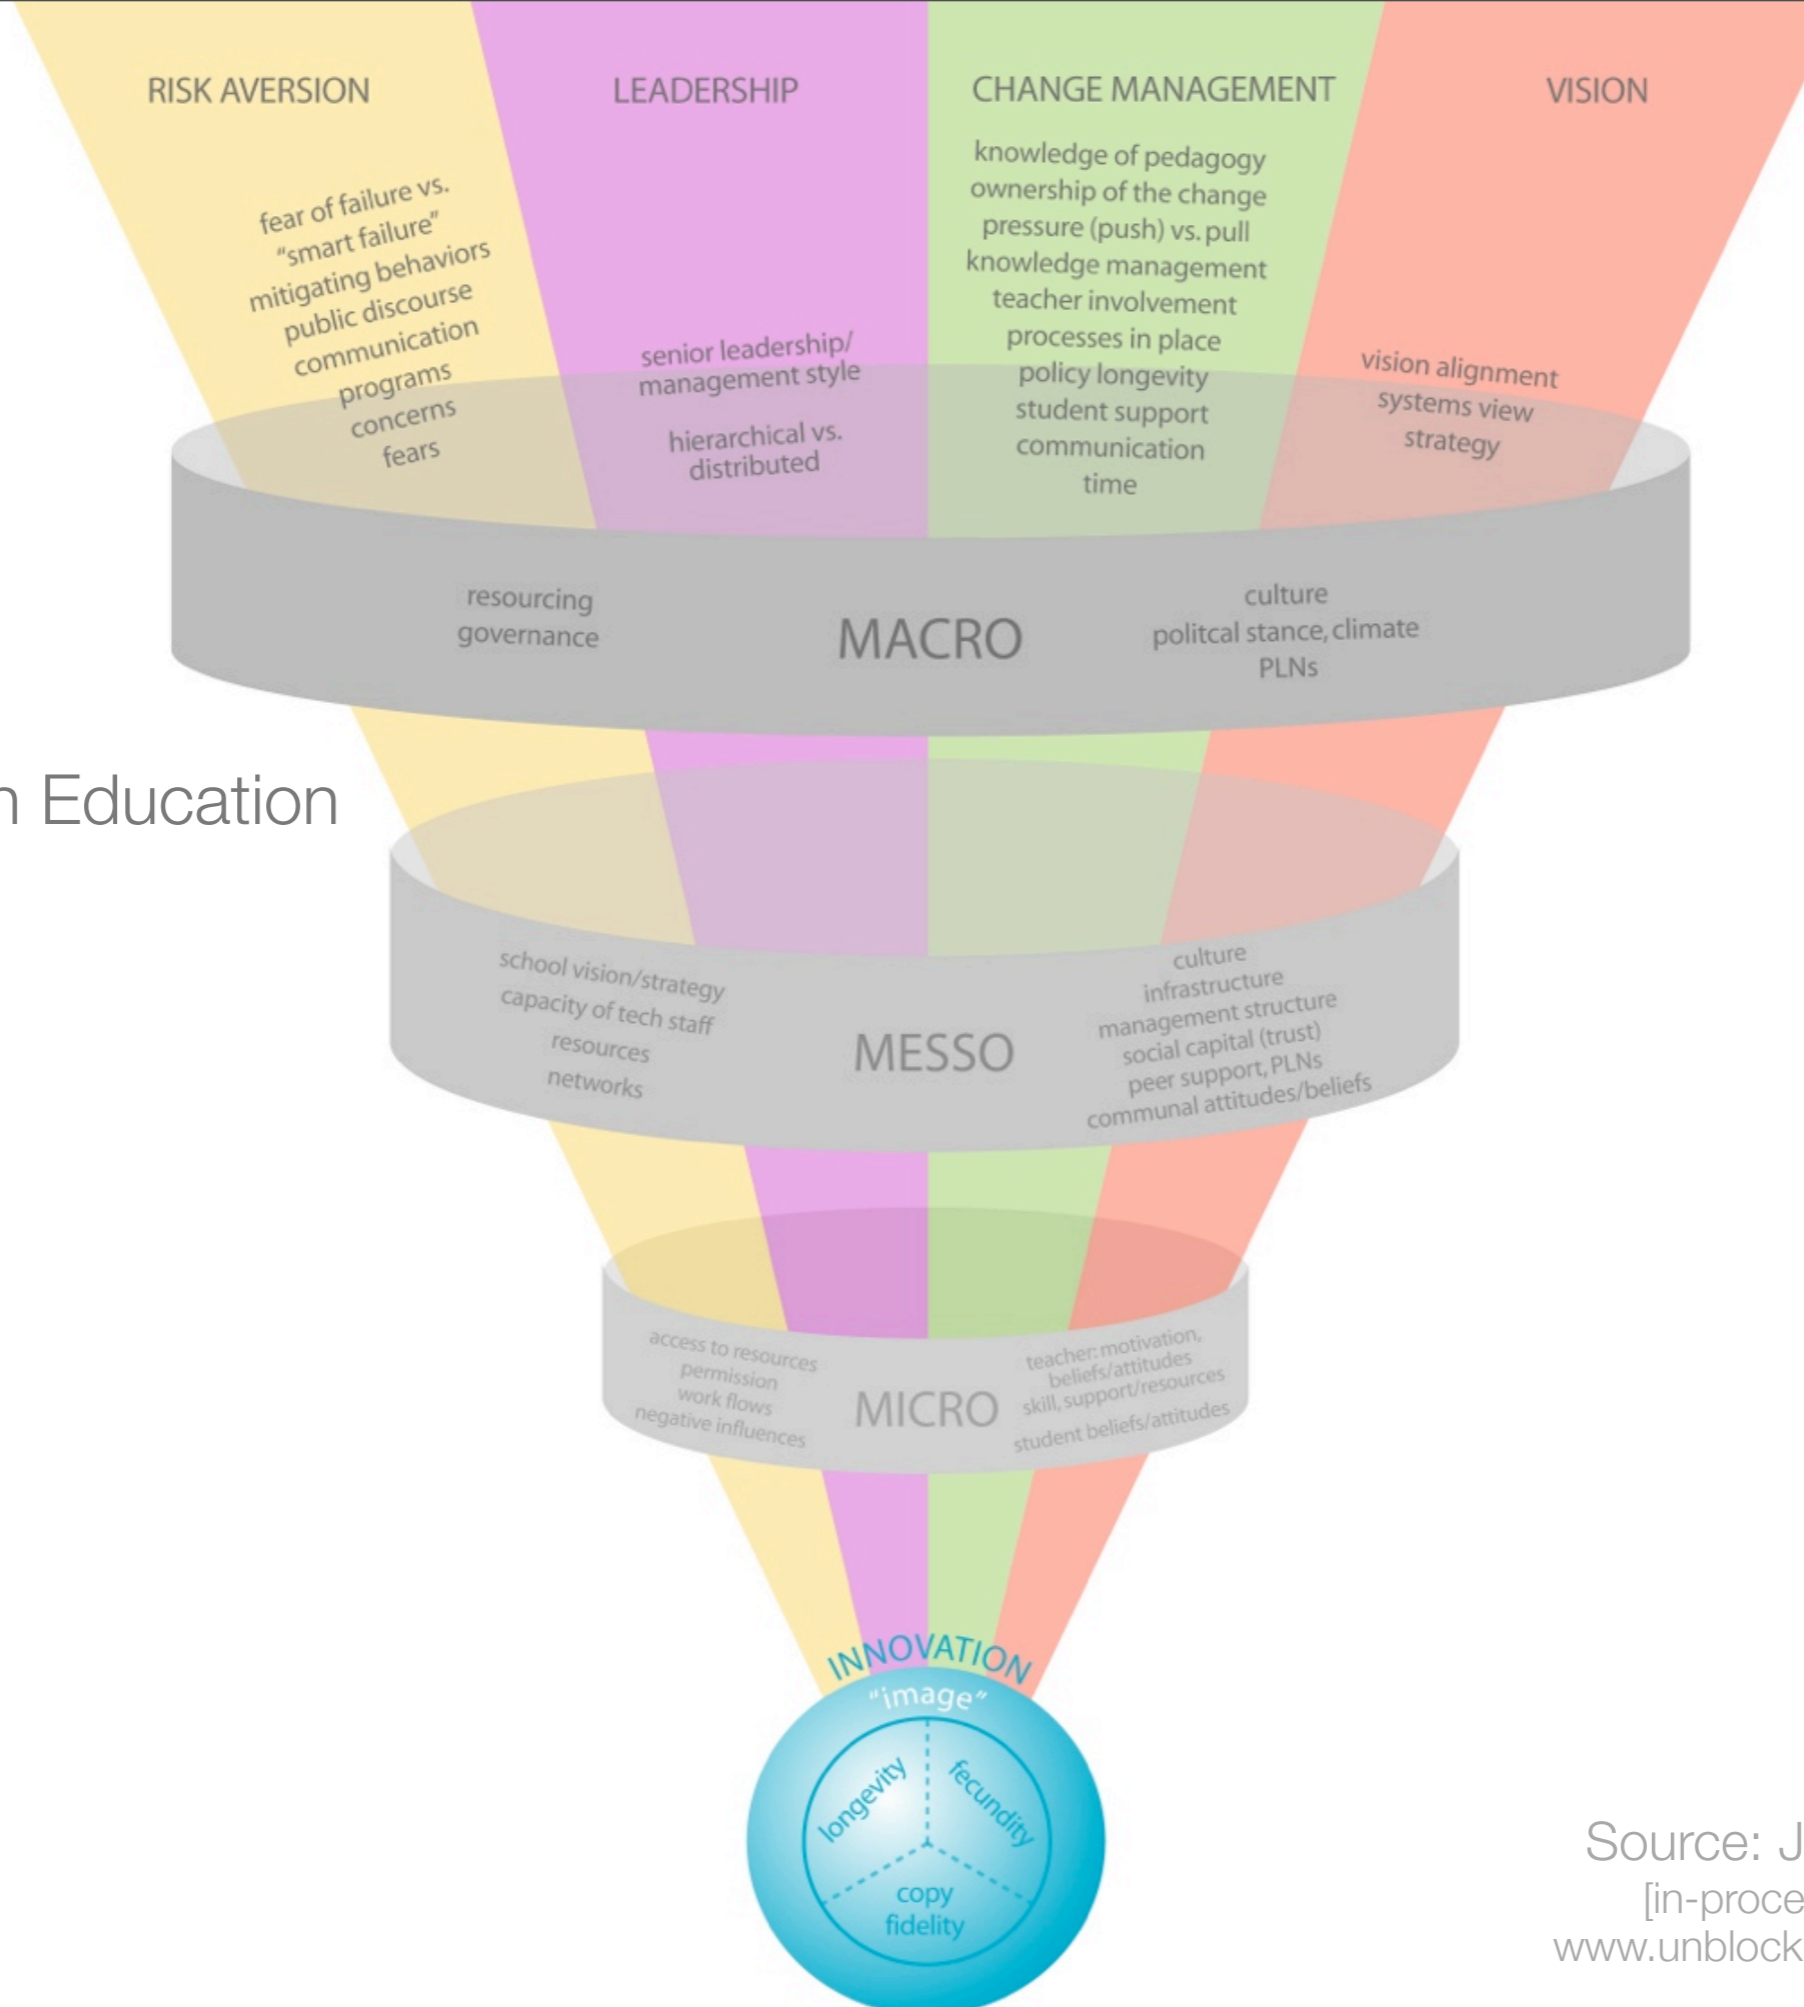 RISK AVERSION
LEADERSHIP
CHANGE MANAGEMENT
VISION
fear of failure vs.
“smart failure”
mitigating behaviors
public discourse
communication
programs
concerns
fears
senior leadership/
management style
hierarchical vs.
distributed
knowledge of pedagogy
ownership of the change
pressure (push) vs. pull
knowledge management
teacher involvement
processes in place
policy longevity
student support
communication
time
vision alignment
systems view
strategy
resourcing
governance
MACRO
culture
politcal stance, climate
PLNs
n Education
school vision/strategy
capacity of tech staff
resources
networks
MESSO
culture
infrastructure
management structure
social capital (trust)
peer support, PLNs
communal attitudes/beliefs
access to resources
permission
work flows
negative influences
MICRO
teacher: motivation,
beliefs/attitudes
skill, support/resources
student beliefs/attitudes
INNOVATION
“image”
longevity
fecundity
copy
fidelity
Source: J
[in-proce
www.unblock